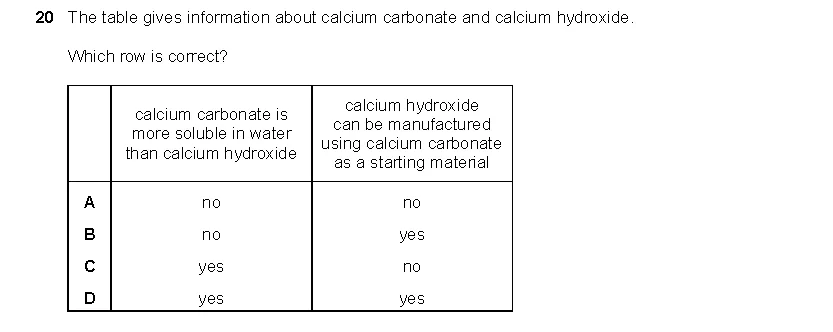 20 The table gives information about calcium carbonate and calcium hydroxide.
Which row is correct?
calcium carbonate is
more soluble in water
than calcium hydroxide
calcium hydroxide
can be manufactured
using calcium carbonate
as a starting material
A no no
B no yes
C yes no
D yes yes